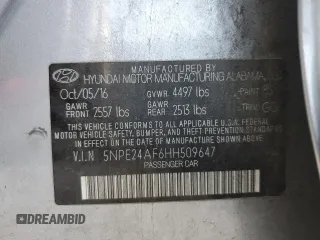 MANUFACTURED BY
HYUNDAI MOTOR MANUFACTURING ALABAMA,
Oct/05/16 GVWR 4497 lbs PAINT
GAWR FRONT 2557 lbs GAWR REAR 2513 lbs TRIM
THIS VEHICLE CONFORMS TO ALL APPLICABLE U.S. FEDERAL MOTOR VEHICLE
SAFETY, BUMPER, AND THEFT PREVENTION
STANDARDS IN EFFECT ON THE DATE OF
MANUFACTURE SHOWN ABOVE.
V.I.N 5NPE24AF6HH509647
PASSENGER CAR
© DREAMBID